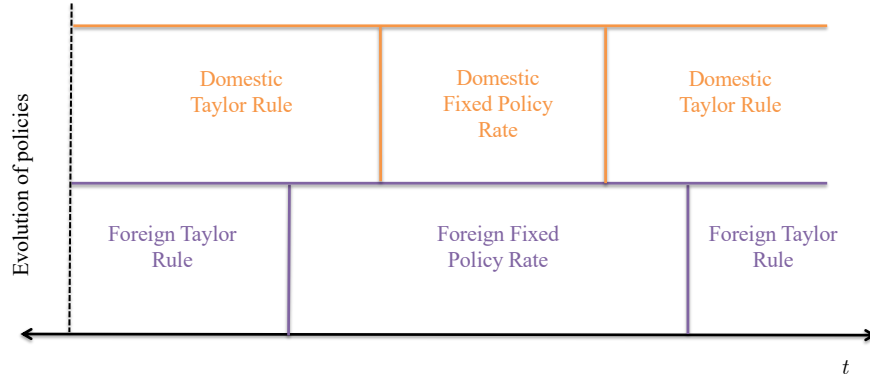 Evolution of policies
Domestic
Taylor Rule
Domestic
Fixed Policy
Rate
Domestic
Taylor Rule
Foreign Taylor
Rule
Foreign Fixed
Policy Rate
Foreign Taylor
Rule
t